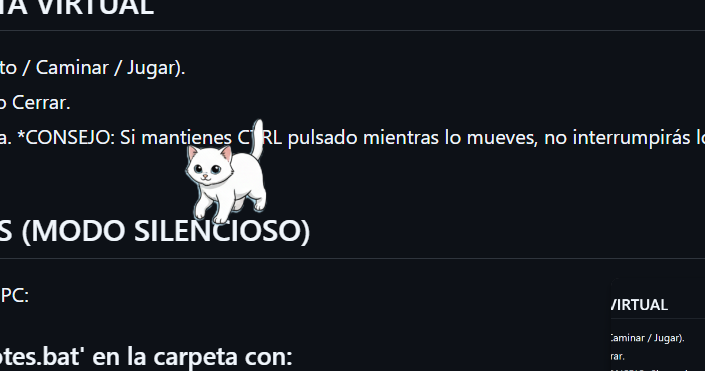 TA VIRTUAL
to / Caminar / Jugar).
o Cerrar.
a. *CONSEJO: Si mantienes CTRL pulsado mientras lo mueves, no interrumpirás lo
S (MODO SILENCIOSO)
PC:
otes.bat' en la carpeta con:
VIRTUAL
Caminar / Jugar).
rar.